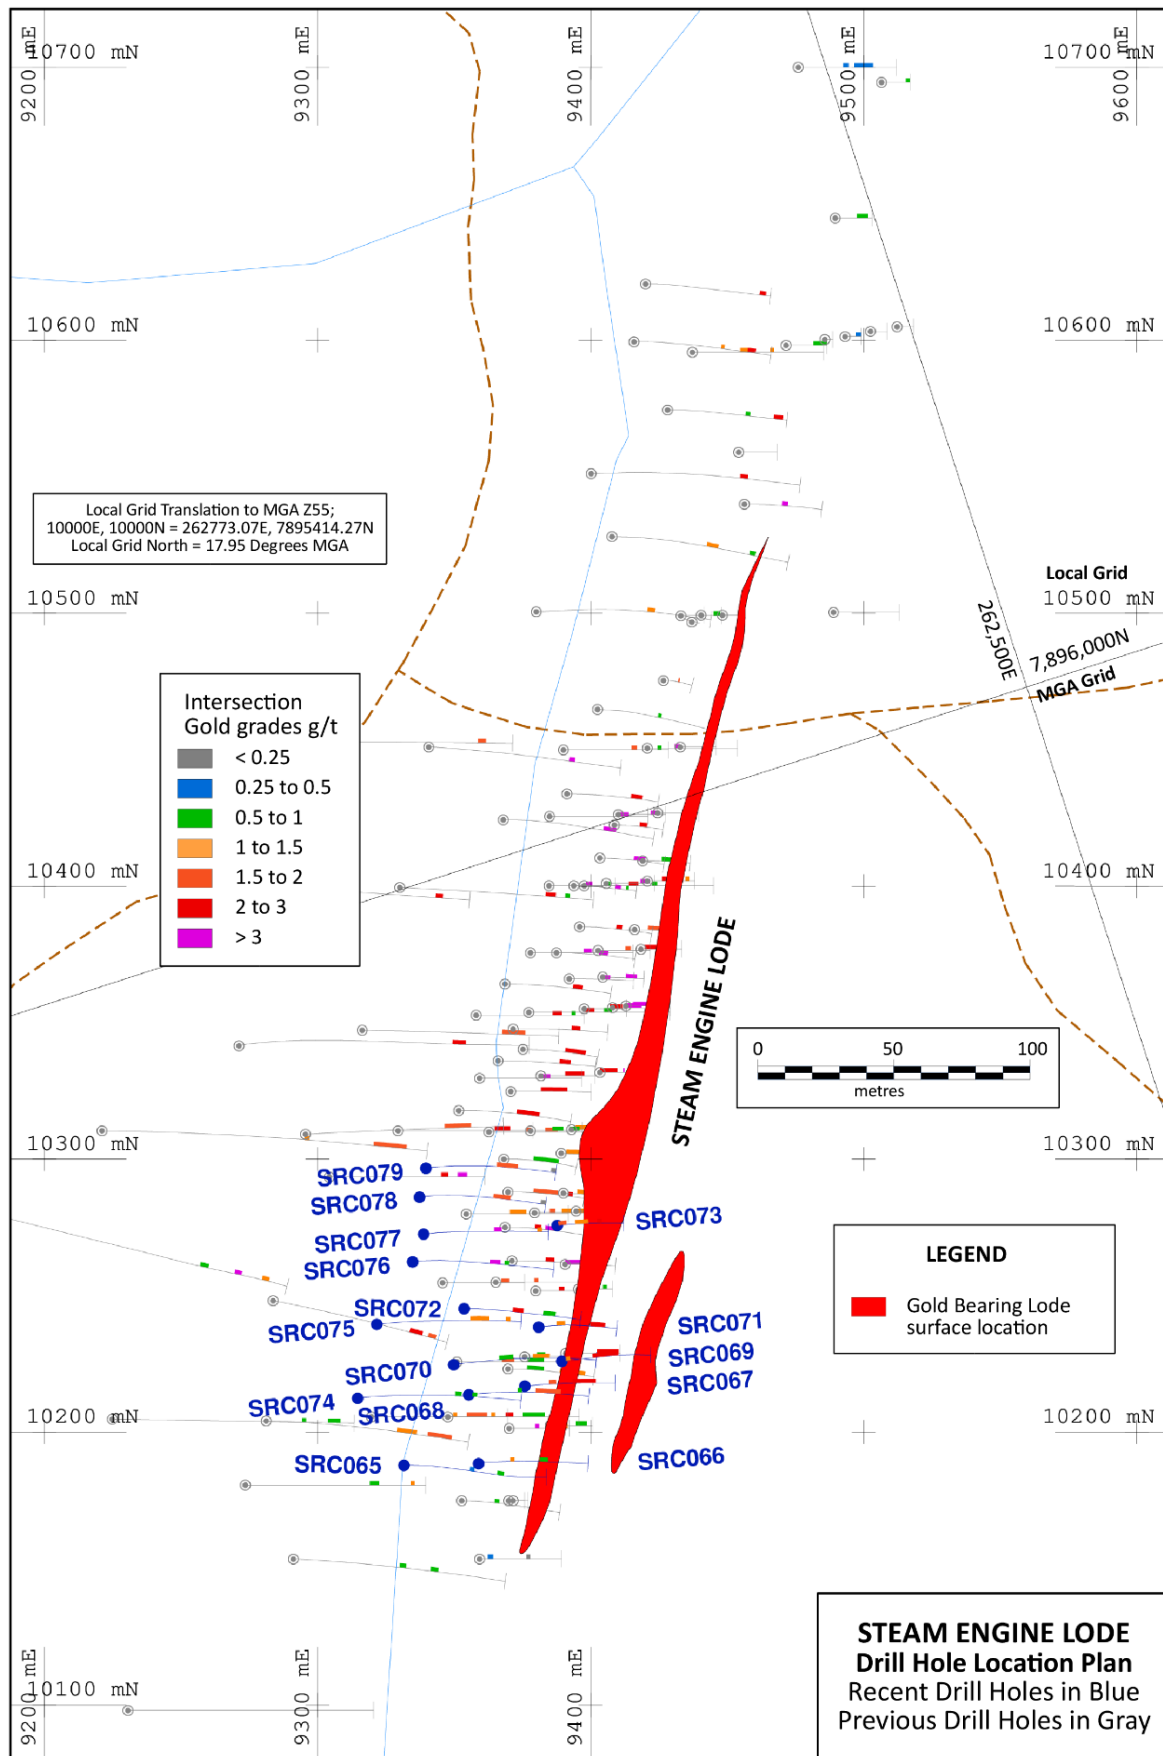 9200 mE
9300 mE
9400 mE
9500 mE
9600 mE
10700 mN
10700 mN
10600 mN
10600 mN
Local Grid Translation to MGA Z55;
10000E, 10000N = 262773.07E, 7895414.27N
Local Grid North = 17.95 Degrees MGA
Local Grid
10500 mN
10500 mN
262,500E
7,896,000N
MGA Grid
Intersection
Gold grades g/t
< 0.25
0.25 to 0.5
0.5 to 1
1 to 1.5
1.5 to 2
2 to 3
> 3
10400 mN
10400 mN
STEAM ENGINE LODE
0 50 100
metres
10300 mN
10300 mN
SRC079
SRC078
SRC073
SRC077
SRC076
LEGEND
Gold Bearing Lode
surface location
SRC072
SRC075
SRC071
SRC069
SRC070
SRC067
SRC074
SRC068
10200 mN
10200 mN
SRC065
SRC066
STEAM ENGINE LODE
Drill Hole Location Plan
Recent Drill Holes in Blue
Previous Drill Holes in Gray
10100 mN
9200 mE
9300 mE
9400 mE